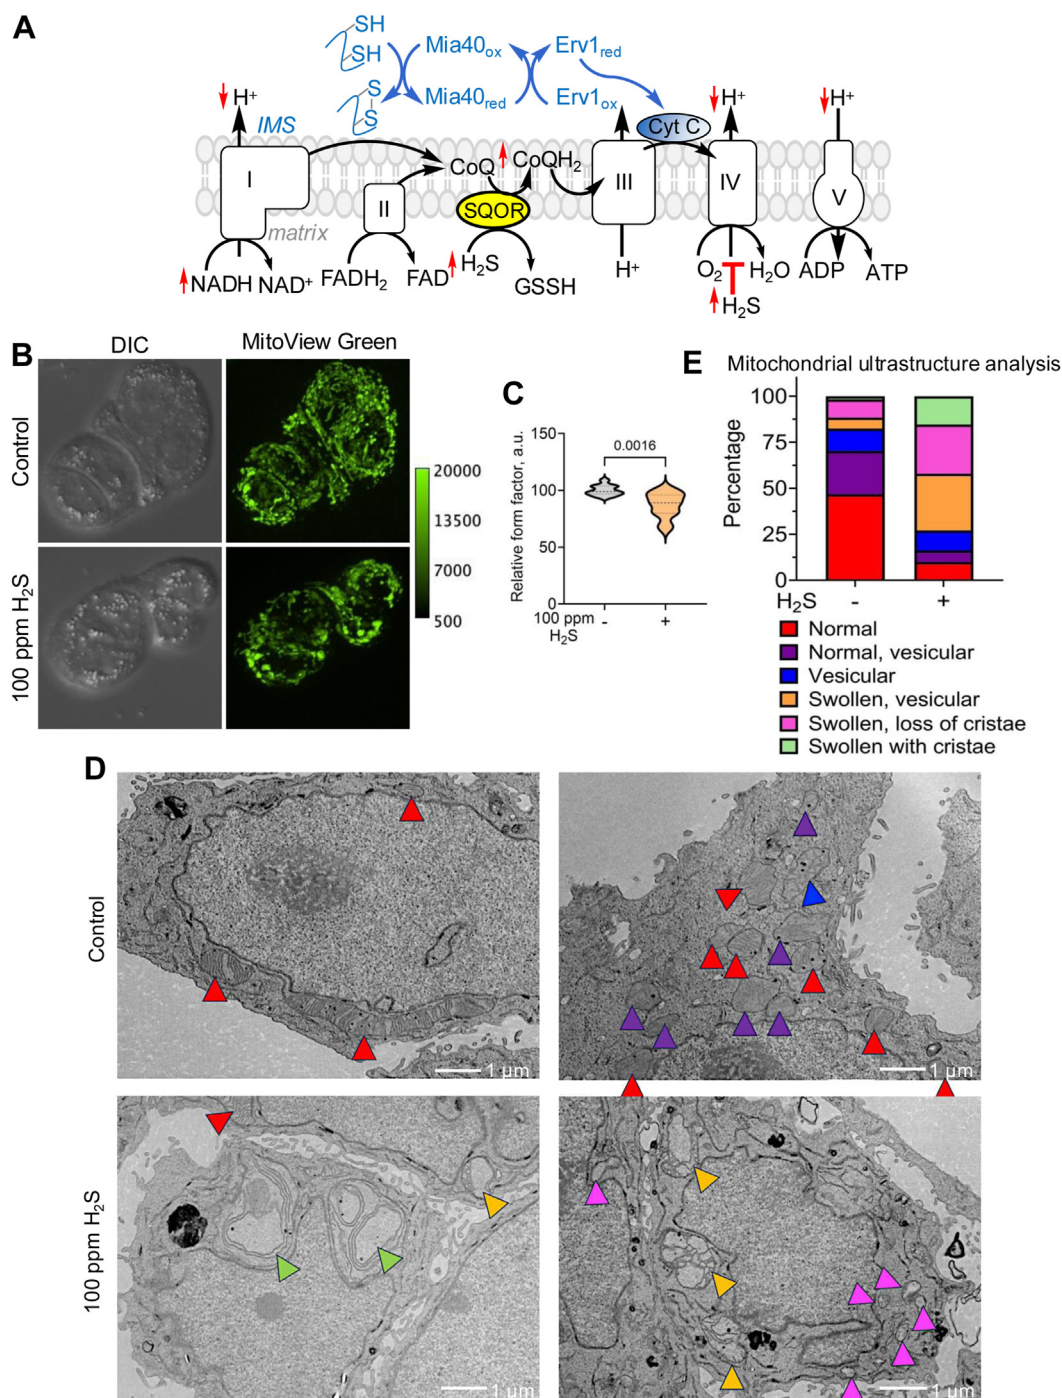 A
SH
SH
S
S
Mia40ox
Mia40red
Erv1red
Erv1ox
H⁺
IMS
H⁺
H⁺
Cyt C
I
II
CoQ
CoQH₂
III
IV
V
SQOR
matrix
NADH
NAD⁺
FADH₂
FAD
H₂S
GSSH
H⁺
O₂
H₂O
H₂S
ADP
ATP
B
DIC
MitoView Green
Control
100 ppm H₂S
20000
13500
7000
500
C
Relative form factor, a.u.
150
100
50
0
0.0016
100 ppm
H₂S
-
+
E
Mitochondrial ultrastructure analysis
Percentage
100
75
50
25
0
H₂S
-
+
Normal
Normal, vesicular
Vesicular
Swollen, vesicular
Swollen, loss of cristae
Swollen with cristae
D
Control
1 µm
1 µm
100 ppm H₂S
1 µm
1 µm